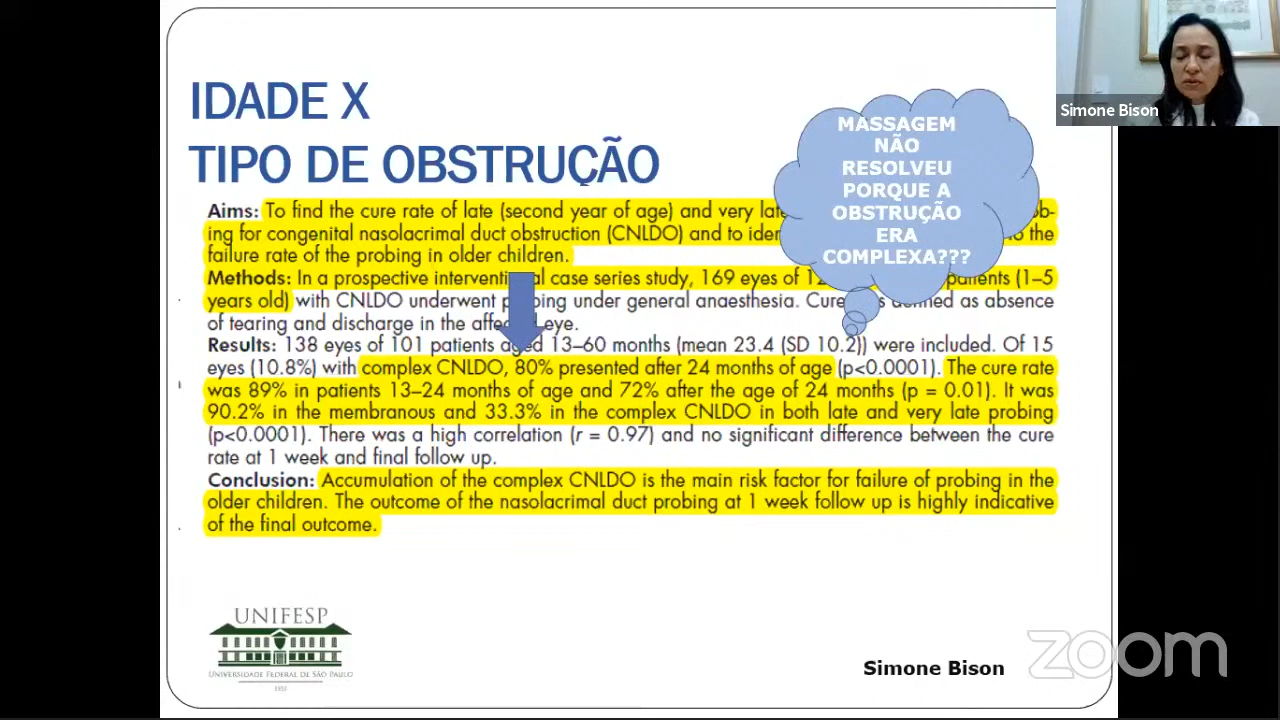 IDADE X
TIPO DE OBSTRUÇÃO
MASSAGEM
NÃO
RESOLVEU
PORQUE A
OBSTRUÇÃO
ERA
COMPLEXA???
Simone Bison
Aims: To find the cure rate of late (second year of age) and very late
ing for congenital nasolacrimal duct obstruction (CNLDO) and to the
failure rate of the probing in older children.
Methods: In a prospective interventional case series study, 169 eyes of patients (1–5
years old) with CNLDO underwent probing under general anaesthesia. as absence
of tearing and discharge in the affected eye.
Results: 138 eyes of 101 patients aged 13–60 months (mean 23.4 (SD 10.2)) were included. Of 15
eyes (10.8%) with complex CNLDO, 80% presented after 24 months of age (p<0.0001). The cure rate
was 89% in patients 13–24 months of age and 72% after the age of 24 months (p = 0.01). It was
90.2% in the membranous and 33.3% in the complex CNLDO in both late and very late probing
(p<0.0001). There was a high correlation (r = 0.97) and no significant difference between the cure
rate at 1 week and final follow up.
Conclusion: Accumulation of the complex CNLDO is the main risk factor for failure of probing in the
older children. The outcome of the nasolacrimal duct probing at 1 week follow up is highly indicative
of the final outcome.
UNIFESP
UNIVERSIDADE FEDERAL DE SÃO PAULO
1933
Simone Bison
zoom